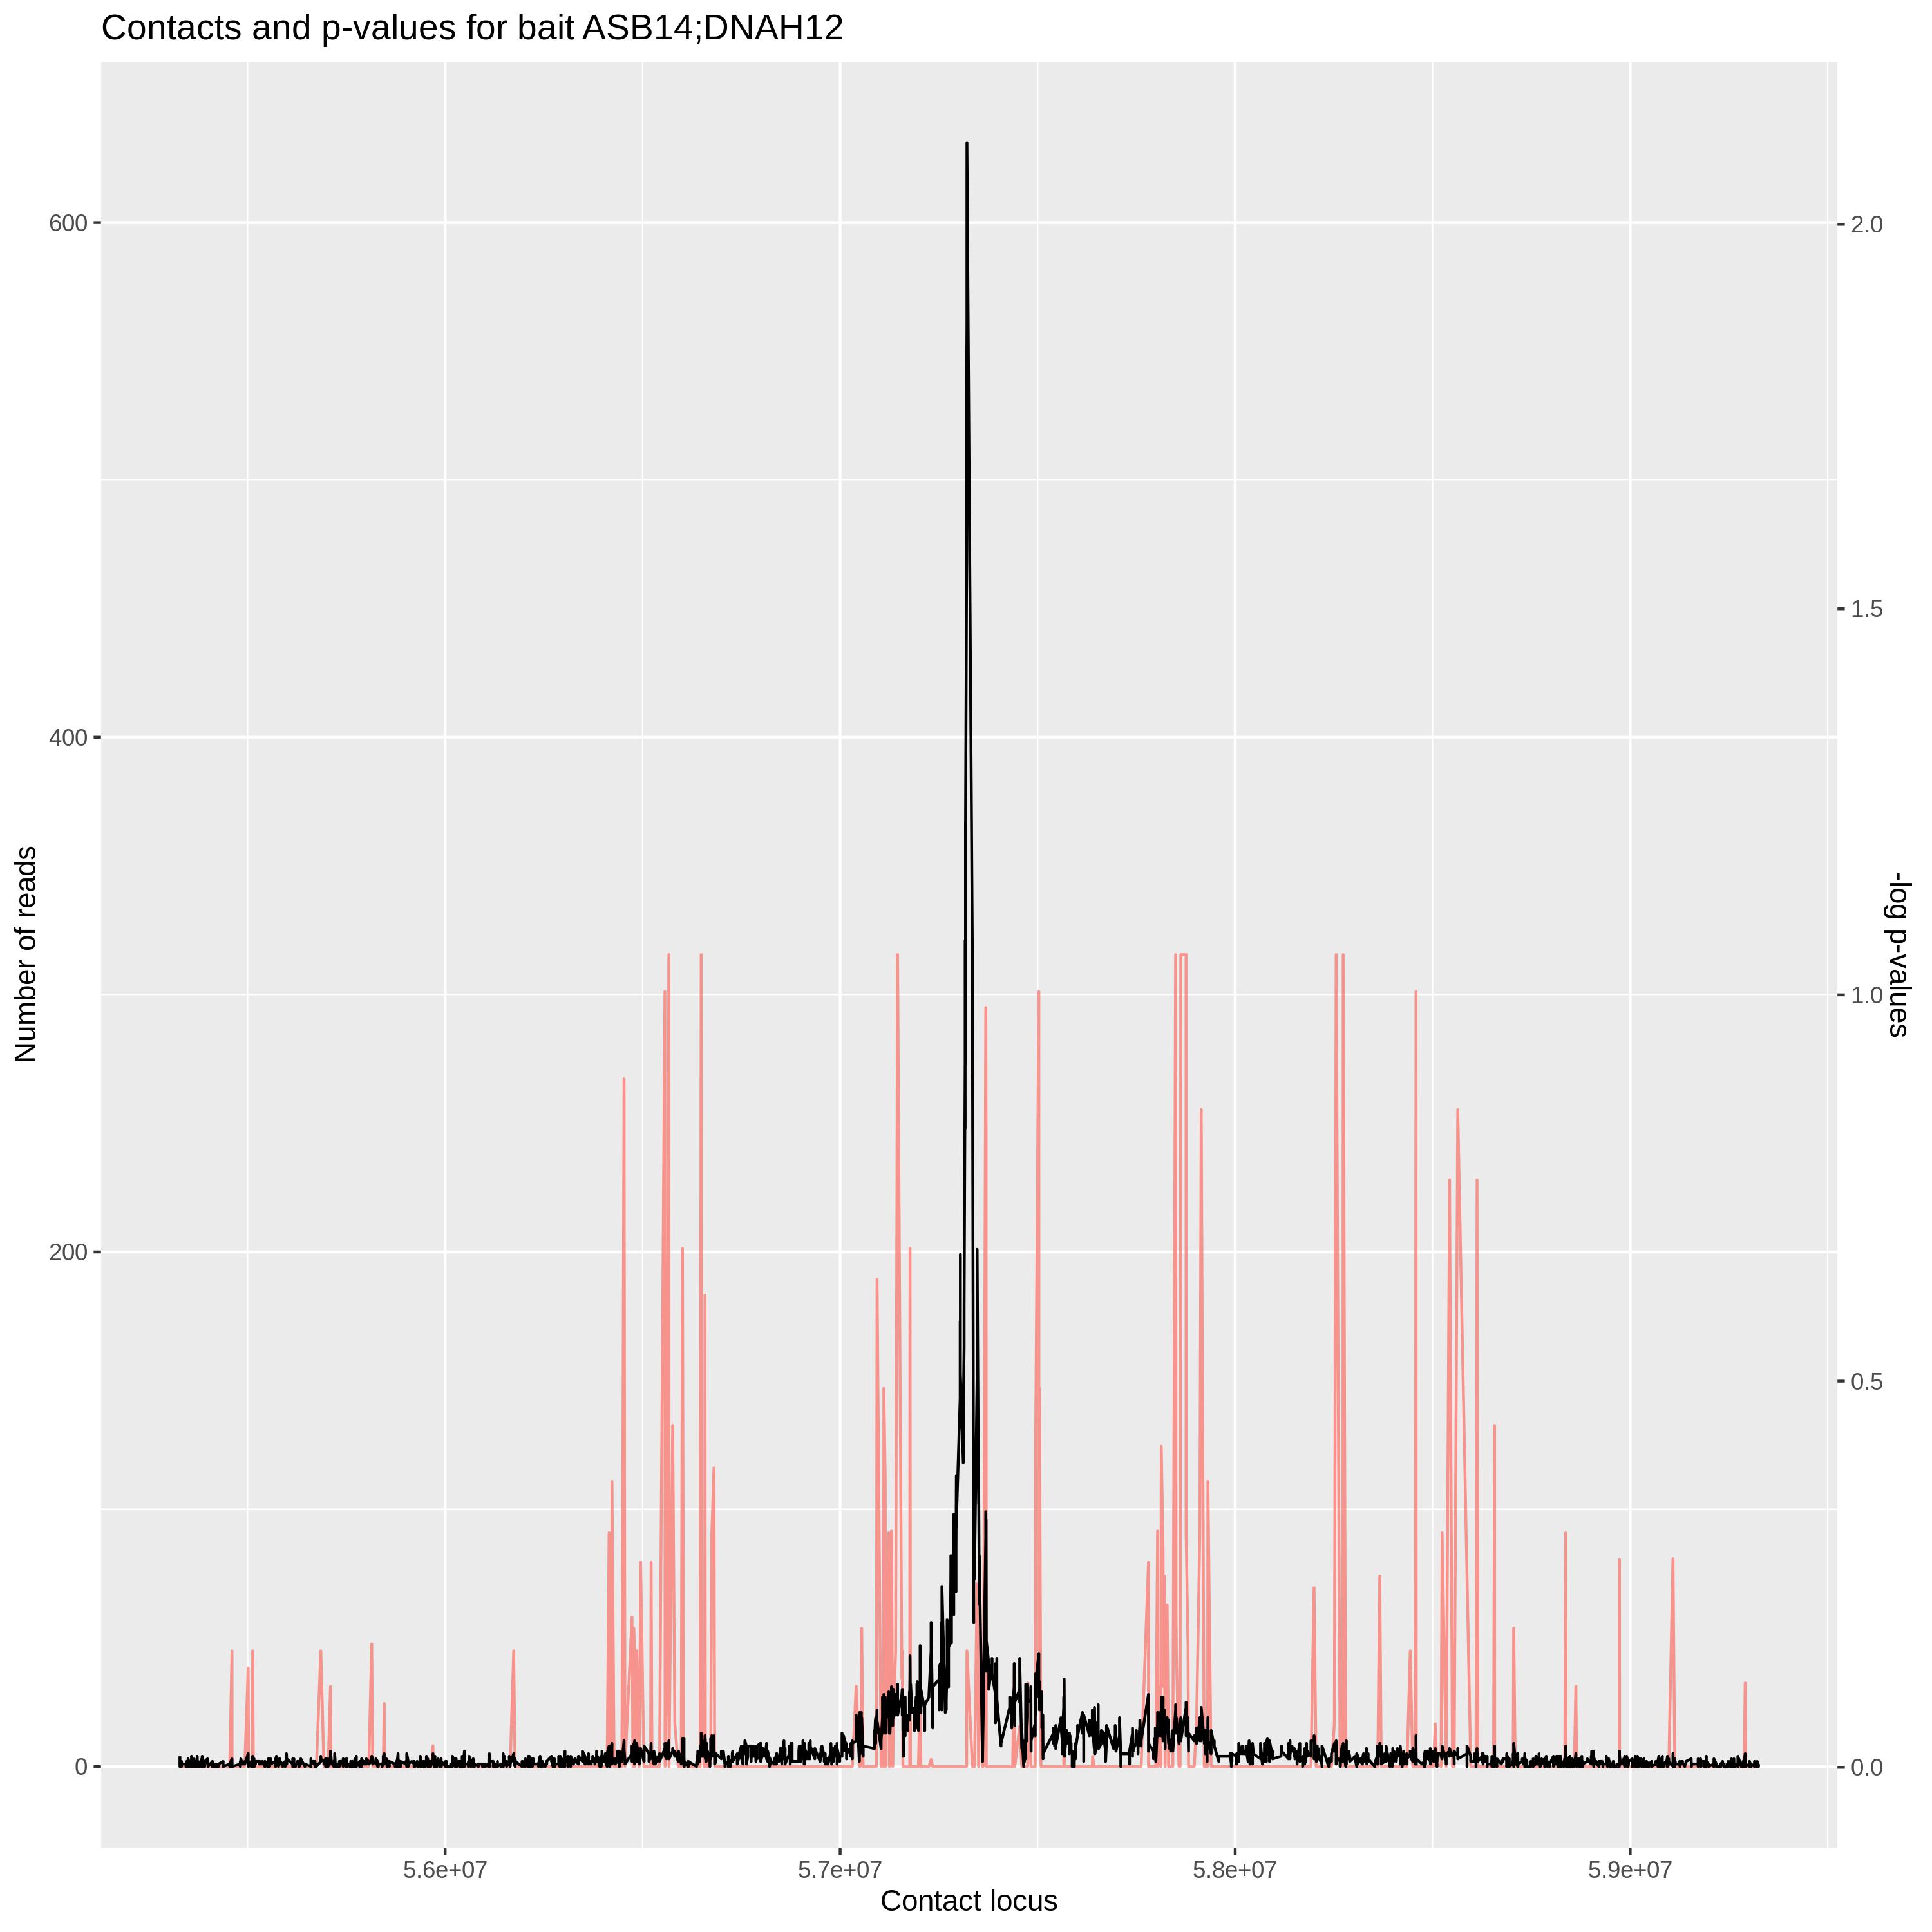 Contacts and p-values for bait ASB14;DNAH12
600
400
200
0
Number of reads
2.0
1.5
1.0
0.5
0.0
-log p-values
5.6e+07
5.7e+07
5.8e+07
5.9e+07
Contact locus